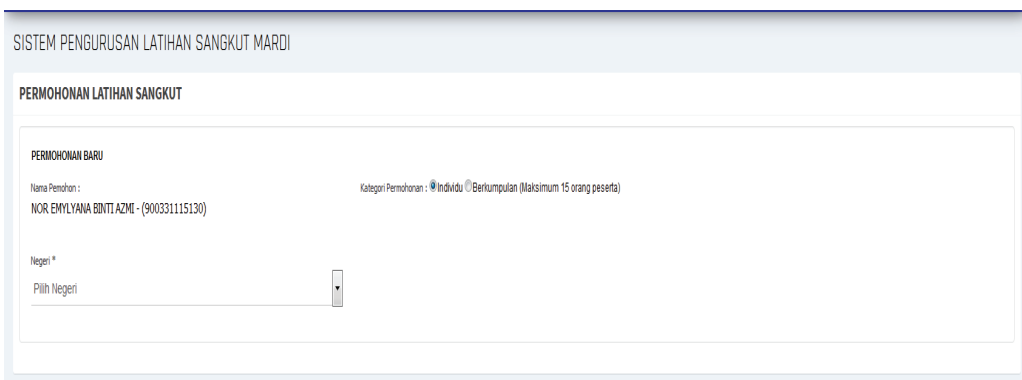 SISTEM PENGURUSAN LATIHAN SANGKUT MARDI
PERMOHONAN LATIHAN SANGKUT
PERMOHONAN BARU
Nama Pemohon :
Kategori Permohonan : Individu Berkumpulan (Maksimum 15 orang peserta)
NOR EMYLYANA BINTI AZMI - (900331115130)
Negeri *
Pilih Negeri